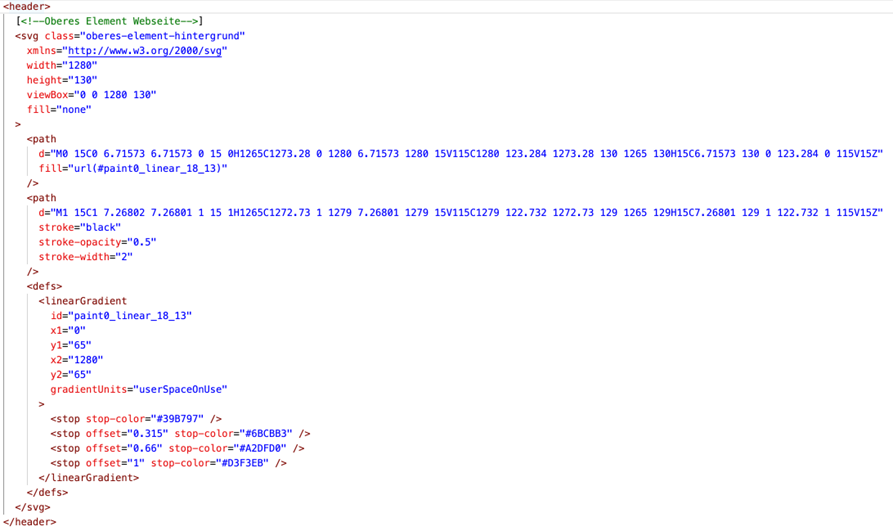 <header>
[<!--Oberes Element Webseite-->]
<svg class="oberes-element-hintergrund"
xmlns="http://www.w3.org/2000/svg"
width="1280"
height="130"
viewBox="0 0 1280 130"
fill="none"
>
<path
d="M0 15C0 6.71573 6.71573 0 15 0H1265C1273.28 0 1280 6.71573 1280 15V115C1280 123.284 1273.28 130 1265 130H15C6.71573 130 0 123.284 0 115V15Z"
fill="url(#paint0_linear_18_13)"
/>
<path
d="M1 15C1 7.26802 7.26801 1 15 1H1265C1272.73 1 1279 7.26801 1279 15V115C1279 122.732 1272.73 129 1265 129H15C7.26801 129 1 122.732 1 115V15Z"
stroke="black"
stroke-opacity="0.5"
stroke-width="2"
/>
<defs>
<linearGradient
id="paint0_linear_18_13"
x1="0"
y1="65"
x2="1280"
y2="65"
gradientUnits="userSpaceOnUse"
>
<stop stop-color="#39B797" />
<stop offset="0.315" stop-color="#6BCBB3" />
<stop offset="0.66" stop-color="#A2DFD0" />
<stop offset="1" stop-color="#D3F3EB" />
</linearGradient>
</defs>
</svg>
</header>